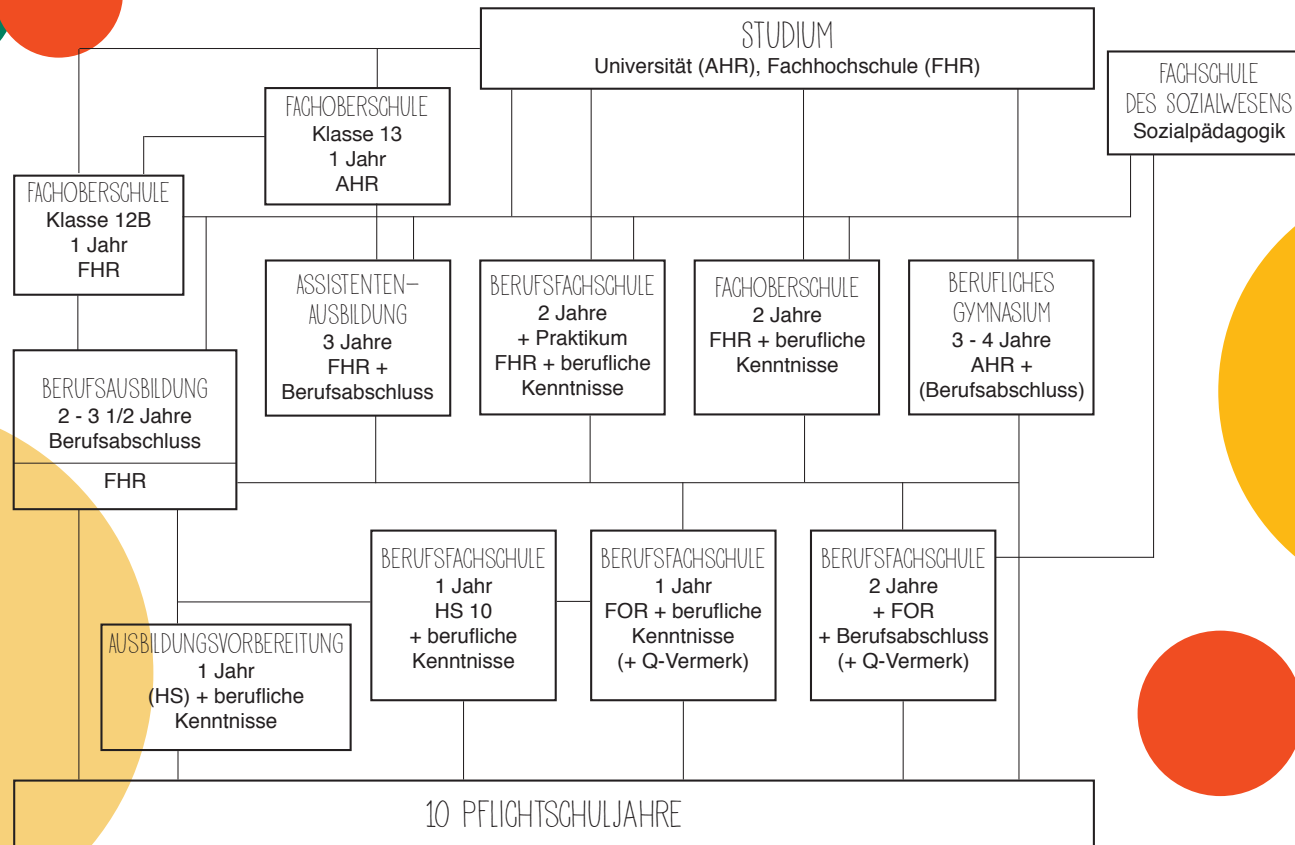 STUDIUM
Universität (AHR), Fachhochschule (FHR)
FACHSCHULE
DES SOZIALWESENS
Sozialpädagogik
FACHOBERSCHULE
Klasse 13
1 Jahr
AHR
FACHOBERSCHULE
Klasse 12B
1 Jahr
FHR
ASSISTENTEN-
AUSBILDUNG
3 Jahre
FHR +
Berufsabschluss
BERUFSFACHSCHULE
2 Jahre
+ Praktikum
FHR + berufliche
Kenntnisse
FACHOBERSCHULE
2 Jahre
FHR + berufliche
Kenntnisse
BERUFLICHES
GYMNASIUM
3 - 4 Jahre
AHR +
(Berufsabschluss)
BERUFSAUSBILDUNG
2 - 3 1/2 Jahre
Berufsabschluss
FHR
BERUFSFACHSCHULE
1 Jahr
HS 10
+ berufliche
Kenntnisse
BERUFSFACHSCHULE
1 Jahr
FOR + berufliche
Kenntnisse
(+ Q-Vermerk)
BERUFSFACHSCHULE
2 Jahre
+ FOR
+ Berufsabschluss
(+ Q-Vermerk)
AUSBILDUNGSVORBEREITUNG
1 Jahr
(HS) + berufliche
Kenntnisse
10 PFLICHTSCHULJAHRE